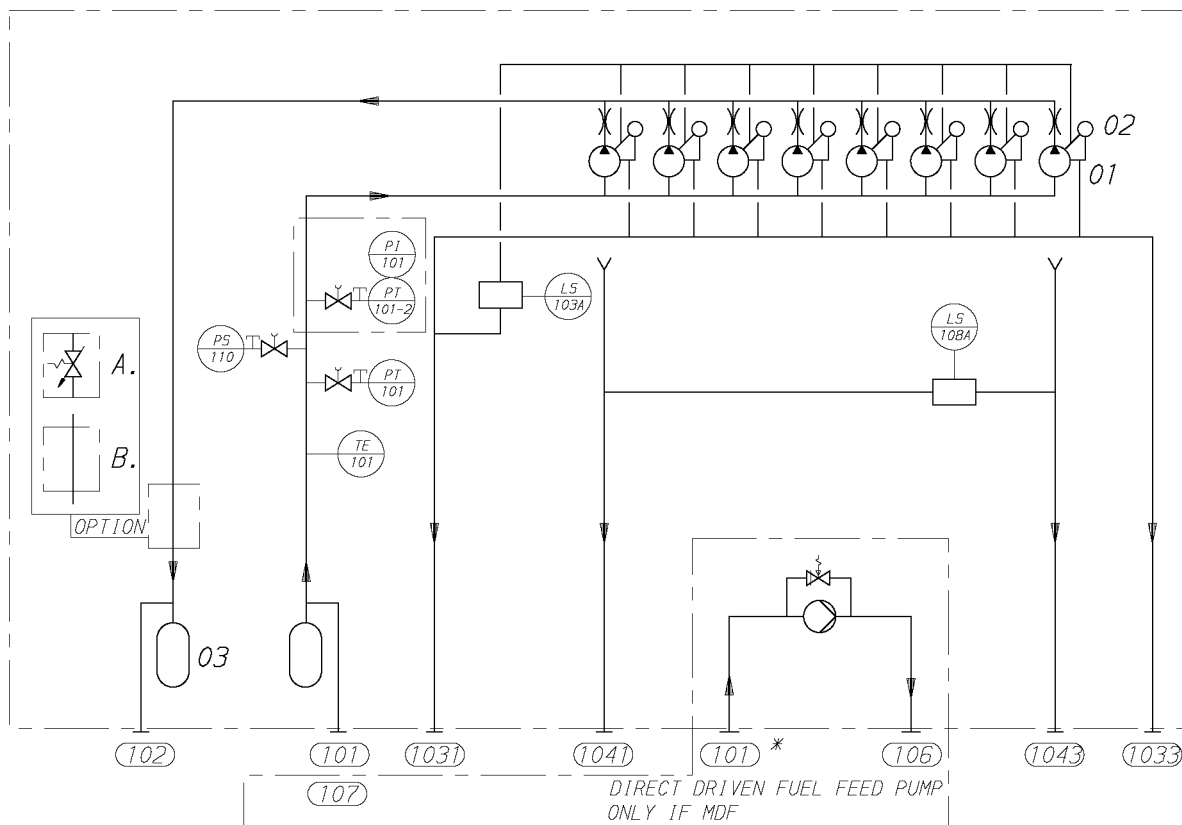 02
01
PI
101
PT
101-2
LS
103A
LS
108A
PS
110
A.
PT
101
B.
TE
101
OPTION
03
102
101
1031
1041
101
*
106
1043
1033
107
DIRECT DRIVEN FUEL FEED PUMP
ONLY IF MDF